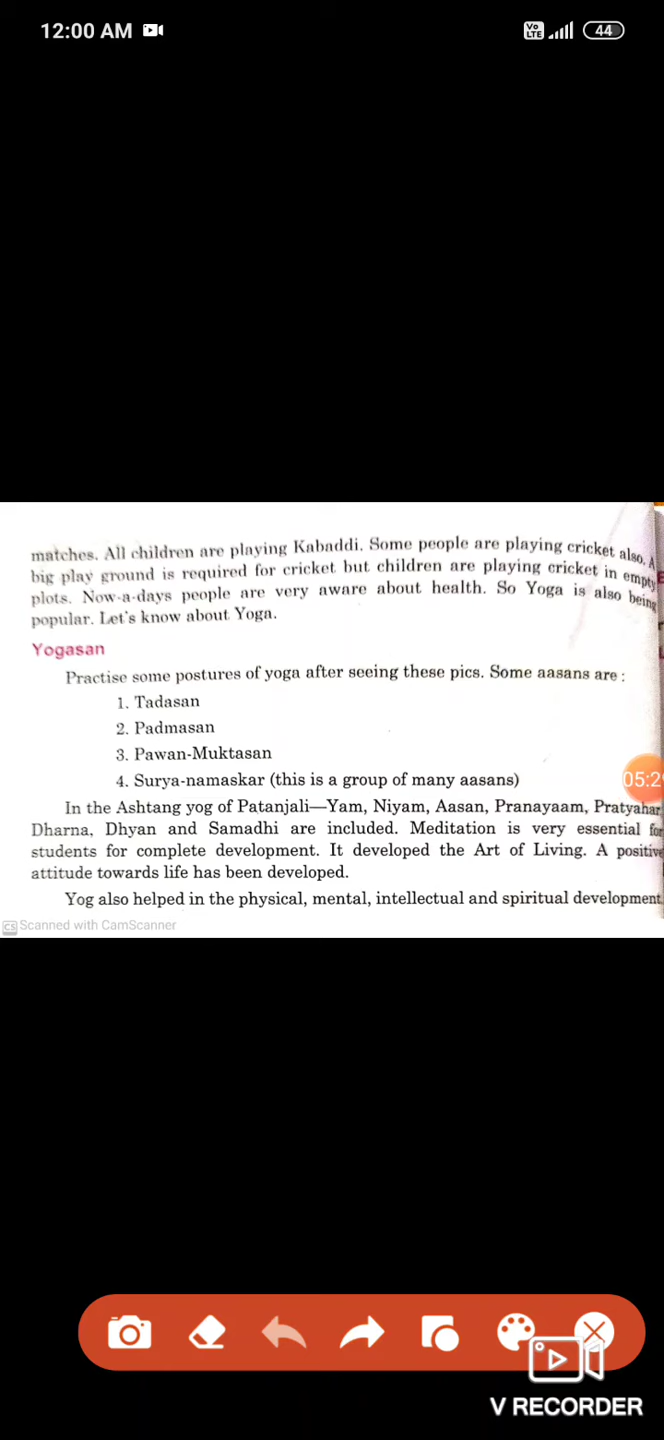 12:00 AM
Vo
LTE
44
matches. All children are playing Kabaddi. Some people are playing cricket also. A
big play ground is required for cricket but children are playing cricket in empty
plots. Now-a-days people are very aware about health. So Yoga is also being
popular. Let's know about Yoga.
Yogasan
Practise some postures of yoga after seeing these pics. Some aasans are :
1. Tadasan
2. Padmasan
3. Pawan-Muktasan
4. Surya-namaskar (this is a group of many aasans)
05:2
In the Ashtang yog of Patanjali—Yam, Niyam, Aasan, Pranayaam, Pratyahar
Dharna, Dhyan and Samadhi are included. Meditation is very essential for
students for complete development. It developed the Art of Living. A positive
attitude towards life has been developed.
Yog also helped in the physical, mental, intellectual and spiritual development
CS Scanned with CamScanner
V RECORDER